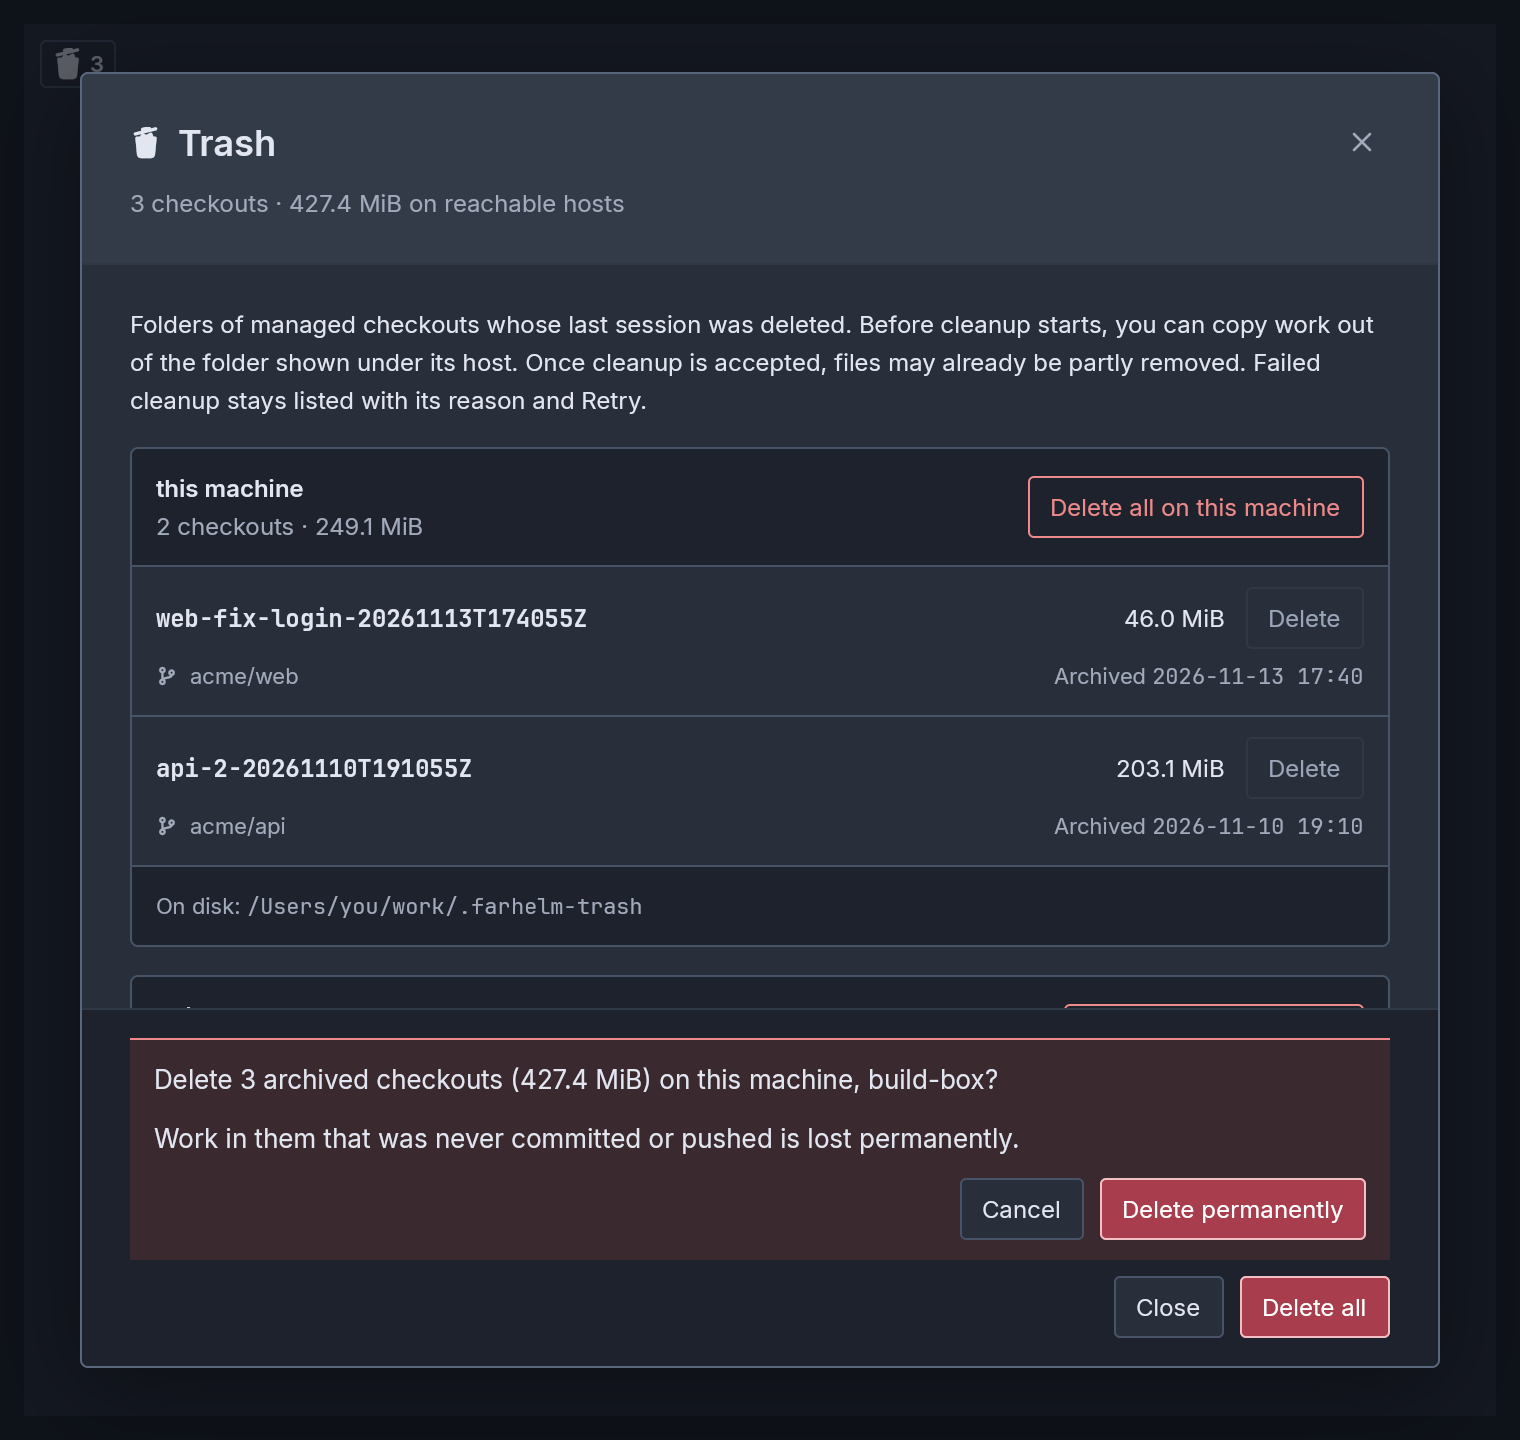 3
Trash
3 checkouts · 427.4 MiB on reachable hosts
Folders of managed checkouts whose last session was deleted. Before cleanup starts, you can copy work out
of the folder shown under its host. Once cleanup is accepted, files may already be partly removed. Failed
cleanup stays listed with its reason and Retry.
this machine
2 checkouts · 249.1 MiB
Delete all on this machine
web-fix-login-20261113T174055Z
46.0 MiB
Delete
acme/web
Archived 2026-11-13 17:40
api-2-20261110T191055Z
203.1 MiB
Delete
acme/api
Archived 2026-11-10 19:10
On disk: /Users/you/work/.farhelm-trash
Delete 3 archived checkouts (427.4 MiB) on this machine, build-box?
Work in them that was never committed or pushed is lost permanently.
Cancel
Delete permanently
Close
Delete all